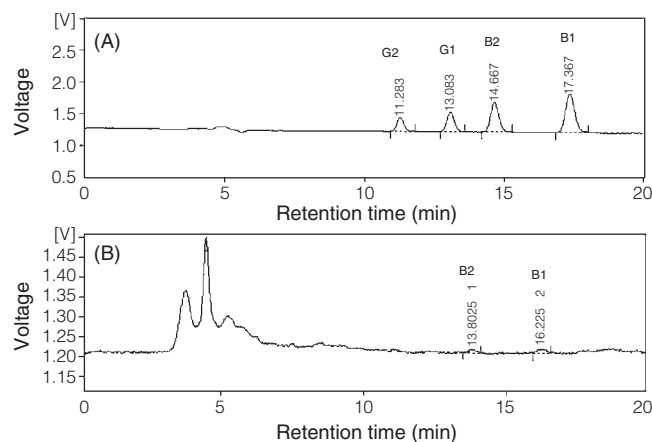 [V]
(A)
G2 G1 B2 B1
11.283 13.083 14.667 17.367
Voltage
2.5
2.0
1.5
1.0
0.5
0 5 10 15 20
Retention time (min)
[V]
(B)
B2 B1
13.8025 1 16.225 2
Voltage
1.45
1.40
1.35
1.30
1.25
1.20
1.15
0 5 10 15 20
Retention time (min)